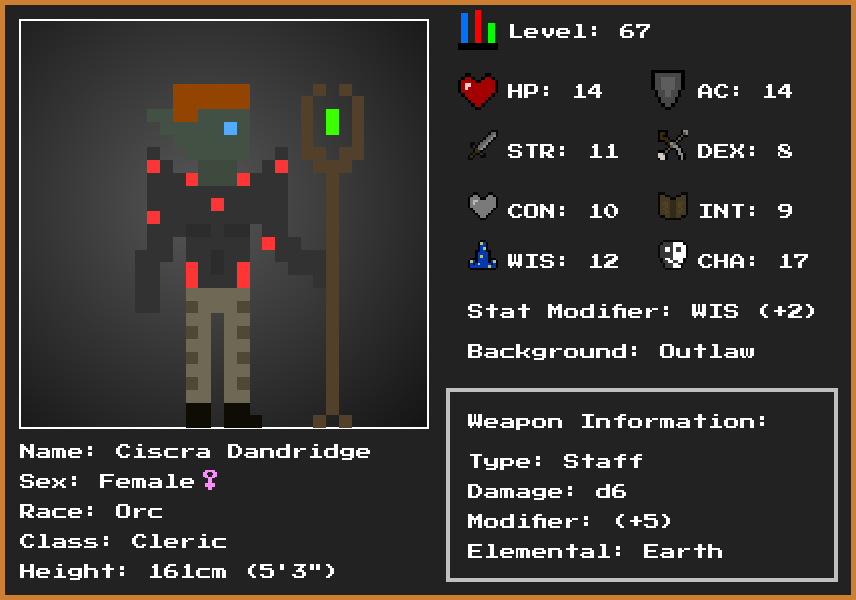 Level: 67
HP: 14
AC: 14
STR: 11
DEX: 8
CON: 10
INT: 9
WIS: 12
CHA: 17
Stat Modifier: WIS (+2)
Background: Outlaw
Weapon Information:
Type: Staff
Damage: d6
Modifier: (+5)
Elemental: Earth
Name: Ciscra Dandridge
Sex: Female♀
Race: Orc
Class: Cleric
Height: 161cm (5'3")